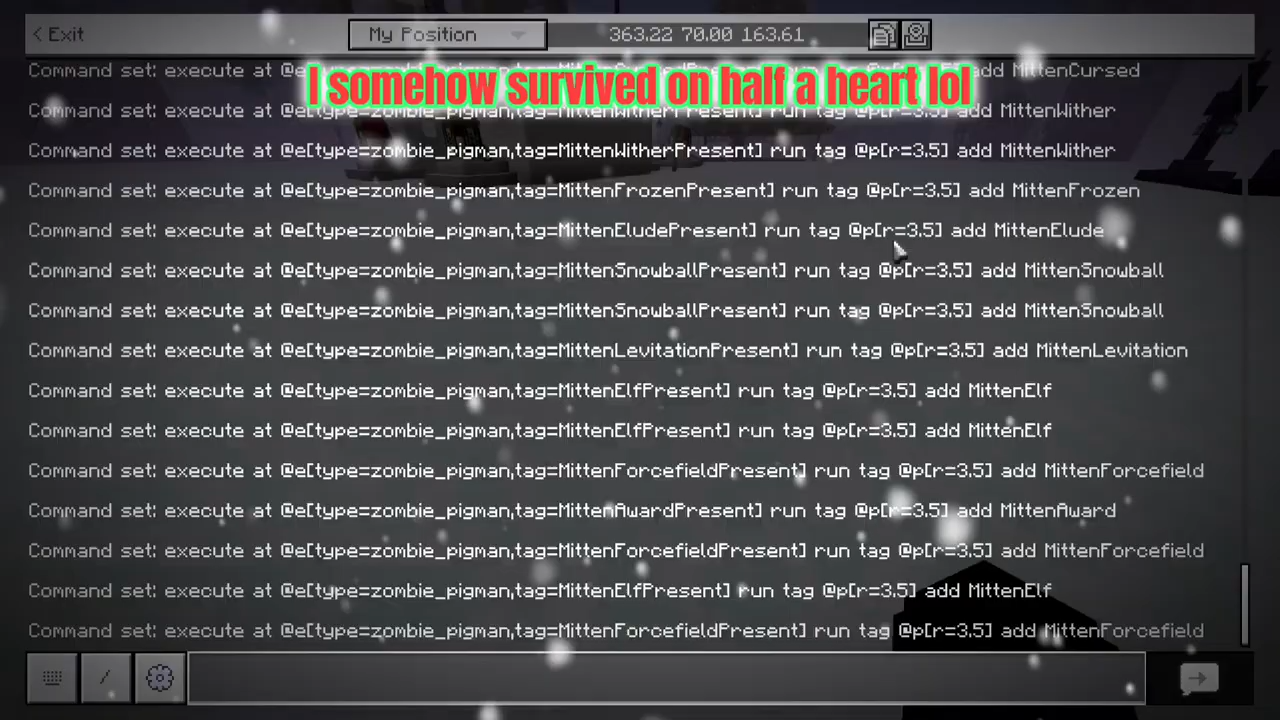 < Exit
My Position
363.22 70.00 163.61
I somehow survived on half a heart lol
Command set: execute at @e[ run tag @p[r=3.5] add MittenCursed
Command set: execute at @e[type=zombie_pigman,tag=MittenWitherPresent] run tag @p[r=3.5] add MittenWither
Command set: execute at @e[type=zombie_pigman,tag=MittenWitherPresent] run tag @p[r=3.5] add MittenWither
Command set: execute at @e[type=zombie_pigman,tag=MittenFrozenPresent] run tag @p[r=3.5] add MittenFrozen
Command set: execute at @e[type=zombie_pigman,tag=MittenEludePresent] run tag @p[r=3.5] add MittenElude
Command set: execute at @e[type=zombie_pigman,tag=MittenSnowballPresent] run tag @p[r=3.5] add MittenSnowball
Command set: execute at @e[type=zombie_pigman,tag=MittenSnowballPresent] run tag @p[r=3.5] add MittenSnowball
Command set: execute at @e[type=zombie_pigman,tag=MittenLevitationPresent] run tag @p[r=3.5] add MittenLevitation
Command set: execute at @e[type=zombie_pigman,tag=MittenElfPresent] run tag @p[r=3.5] add MittenElf
Command set: execute at @e[type=zombie_pigman,tag=MittenElfPresent] run tag @p[r=3.5] add MittenElf
Command set: execute at @e[type=zombie_pigman,tag=MittenForcefieldPresent] run tag @p[r=3.5] add MittenForcefield
Command set: execute at @e[type=zombie_pigman,tag=MittenAwardPresent] run tag @p[r=3.5] add MittenAward
Command set: execute at @e[type=zombie_pigman,tag=MittenForcefieldPresent] run tag @p[r=3.5] add MittenForcefield
Command set: execute at @e[type=zombie_pigman,tag=MittenElfPresent] run tag @p[r=3.5] add MittenElf
Command set: execute at @e[type=zombie_pigman,tag=MittenForcefieldPresent] run tag @p[r=3.5] add MittenForcefield
/